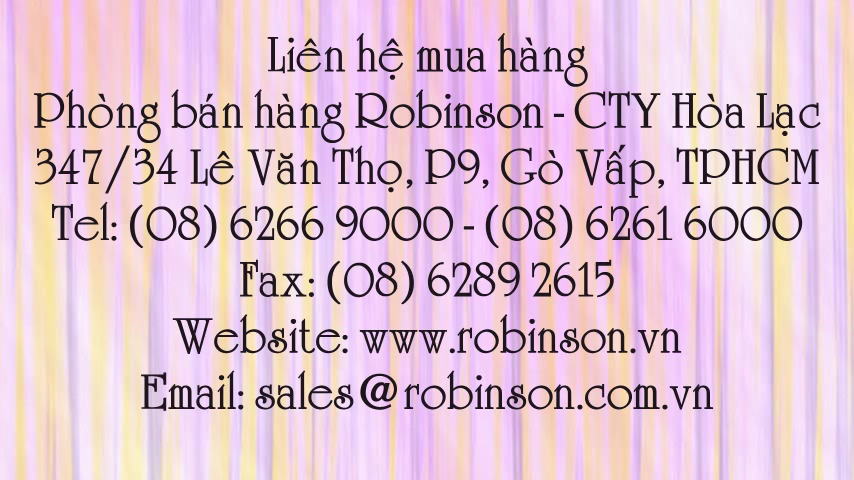 Liên hệ mua hàng
Phòng bán hàng Robinson - CTY Hòa Lạc
347/34 Lê Văn Thọ, P9, Gò Vấp, TPHCM
Tel: (08) 6266 9000 - (08) 6261 6000
Fax: (08) 6289 2615
Website: www.robinson.vn
Email: sales@robinson.com.vn